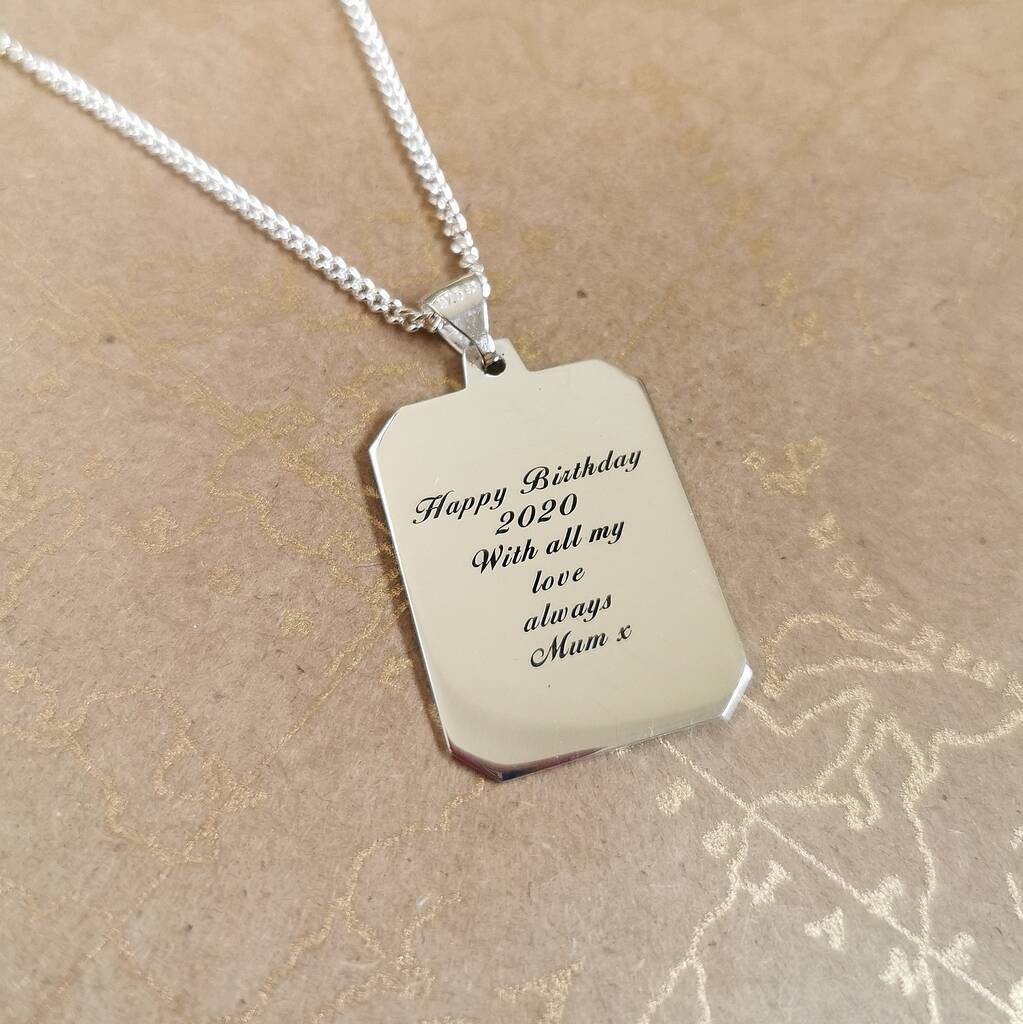 Happy Birthday
2020
With all my
love
always
Mum x